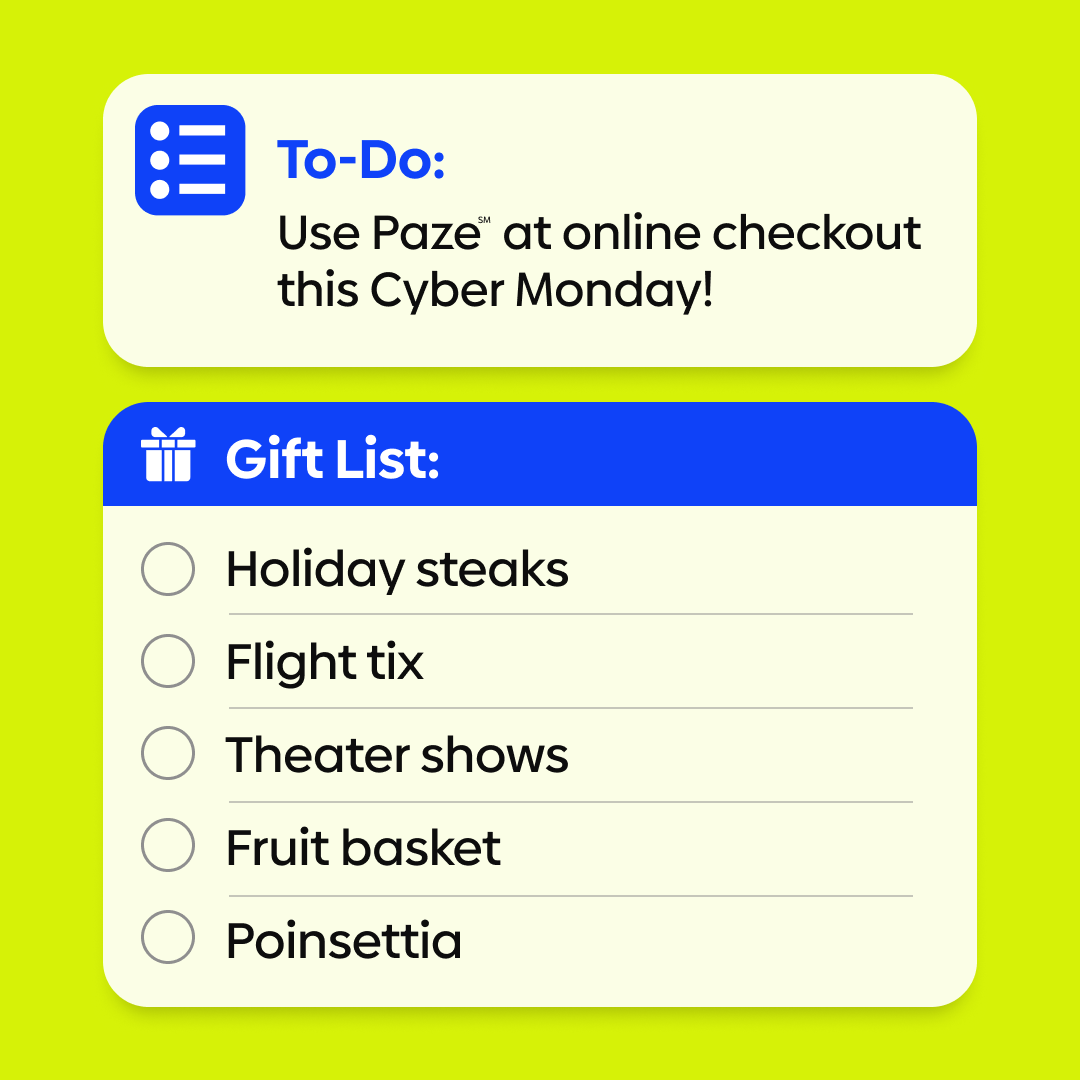 To-Do:
Use Paze℠ at online checkout
this Cyber Monday!
Gift List:
Holiday steaks
Flight tix
Theater shows
Fruit basket
Poinsettia